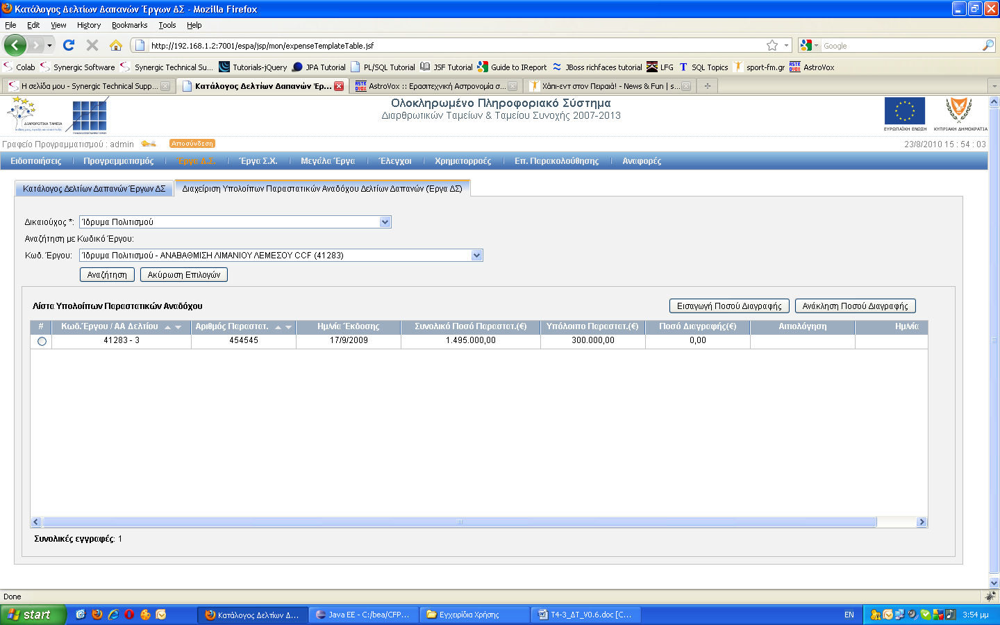 Κατάλογος Δελτίων Δαπανών Έργων ΔΣ - Mozilla Firefox
File Edit View History Bookmarks Tools Help
http://192.168.1.2:7001/espa/jsp/mon/expenseTemplateTable.jsf
Google
Colab Synergic Software Synergic Technical Su... Tutorials-jQuery JPA Tutorial PL/SQL Tutorial JSF Tutorial Guide to IReport JBoss richfaces tutorial LFG SQL Topics sport-fm.gr AstroVox
Η σελίδα μου - Synergic Technical Supp... Κατάλογος Δελτίων Δαπανών Έρ... AstroVox :: Ερασιτεχνική Αστρονομία σ... Χάπι-εντ στον Πειραιά! - News & Fun | s...
Ολοκληρωμένο Πληροφοριακό Σύστημα
Διαρθρωτικών Ταμείων & Ταμείου Συνοχής 2007-2013
ΔΙΑΡΘΡΩΤΙΚΑ ΤΑΜΕΙΑ
ΕΥΡΩΠΑΪΚΗ ΕΝΩΣΗ ΚΥΠΡΙΑΚΗ ΔΗΜΟΚΡΑΤΙΑ
Γραφείο Προγραμματισμού : admin Αποσύνδεση 23/8/2010 15 : 54 : 03
Ειδοποιήσεις Προγραμματισμός Έργα Δ.Σ. Έργα Σ.Χ. Μεγάλα Έργα Έλεγχοι Χρηματορροές Επ. Παρακολούθησης Αναφορές
Κατάλογος Δελτίων Δαπανών Έργων ΔΣ Διαχείριση Υπολοίπων Παραστατικών Αναδόχου Δελτίων Δαπανών (Έργα ΔΣ)
Δικαιούχος *: Ίδρυμα Πολιτισμού
Αναζήτηση με Κωδικό Έργου:
Κωδ. Έργου: Ίδρυμα Πολιτισμού - ΑΝΑΒΑΘΜΙΣΗ ΛΙΜΑΝΙΟΥ ΛΕΜΕΣΟΥ CCF (41283)
Αναζήτηση Ακύρωση Επιλογών
Λίστα Υπολοίπων Παραστατικών Αναδόχου Εισαγωγή Ποσού Διαγραφής Ανάκληση Ποσού Διαγραφής
# Κωδ.Έργου / ΑΑ Δελτίου Αριθμός Παραστατ. Ημ/νία Έκδοσης Συνολικό Ποσό Παραστατ.(€) Υπόλοιπο Παραστατ.(€) Ποσό Διαγραφής(€) Αιτιολόγηση Ημ/νία
41283 - 3 454545 17/9/2009 1.495.000,00 300.000,00 0,00
Συνολικές εγγραφές: 1
Done
start Κατάλογος Δελτίων Δ... Java EE - C:/bea/CFP... Εγχειρίδια Χρήσης T4-3_ΔΤ_V0.6.doc [C... EN 3:54 μμ